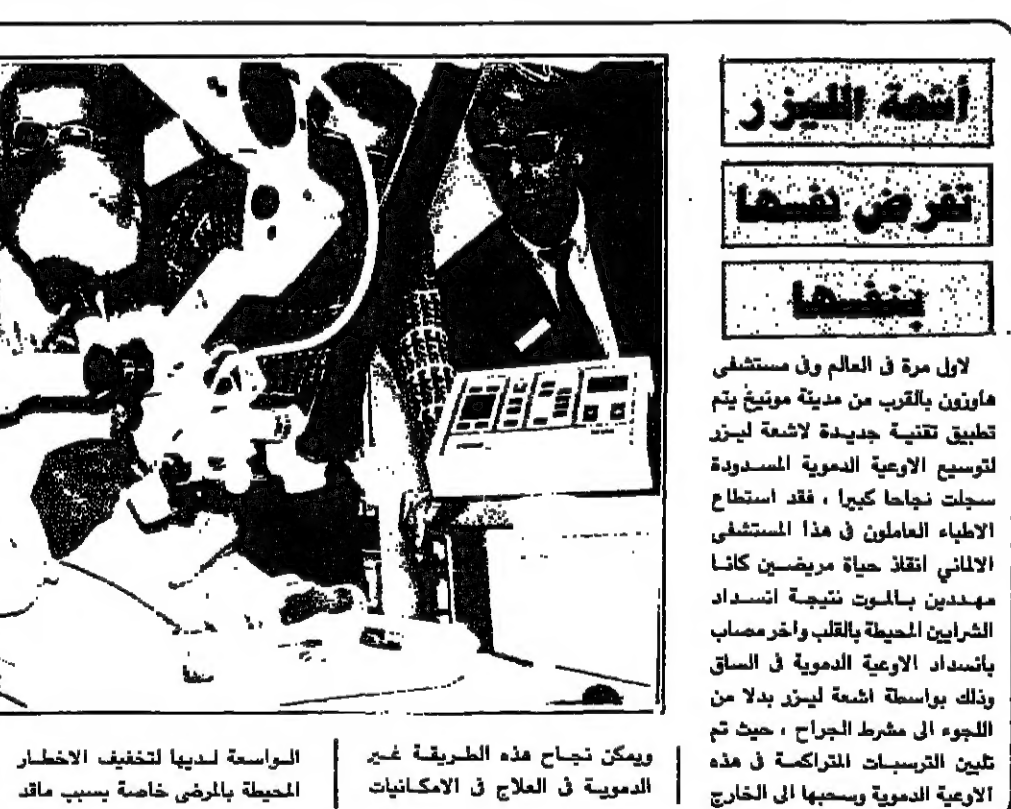 أشعة الليزر
تفرض نفسها
بنفسها
لاول مرة في العالم وفي مستشفى
هاوزون بالقرب من مدينة مونيخ يتم
تطبيق تقنية جديدة لاشعة ليزر
لتوسيع الاوعية الدموية المسدودة
سجلت نجاحا كبيرا ، فقد استطاع
الاطباء العاملون في هذا المستشفى
الالماني انقاذ حياة مريضين كانا
مهددين بالموت نتيجة انسداد
الشرايين المحيطة بالقلب واخر مصاب
بانسداد الاوعية الدموية في الساق
وذلك بواسطة اشعة ليزر بدلا من
اللجوء الى مشرط الجراح ، حيث تم
تليين الترسبات المتراكمة في هذه
الاوعية الدموية وسحبها الى الخارج
ويمكن نجاح هذه الطريقة غير
الدموية في العلاج في الامكانيات
الواسعة لديها لتخفيف الاخطار
المحيطة بالمرضى خاصة بسبب ماقد